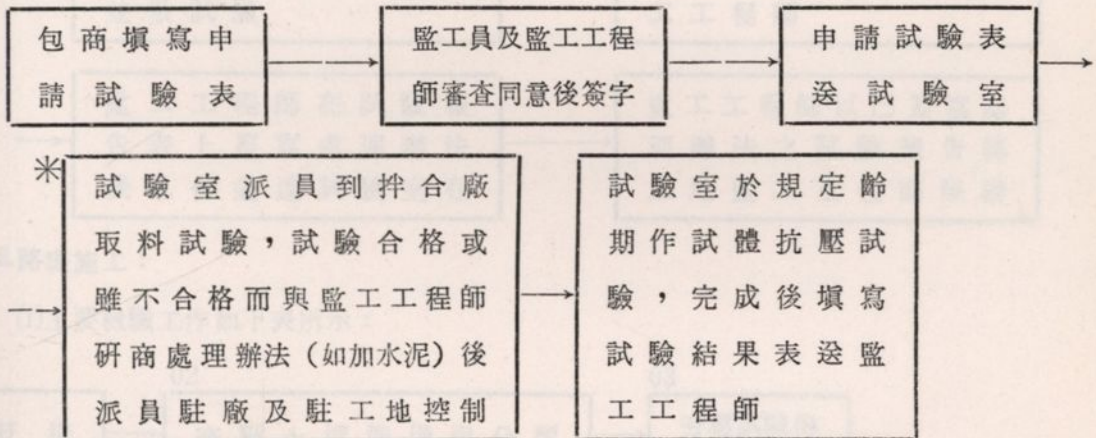 包商填寫申
請試驗表
監工員及監工工程
師審查同意後簽字
申請試驗表
送試驗室
米
試驗室派員到拌合廠
取料試驗，試驗合格或
雖不合格而與監工工程師
研商處理辦法（如加水泥）後
派員駐廠及駐工地控制
試驗室於規定齡
期作試體抗壓試
驗，完成後填寫
試驗結果表送監
工工程師